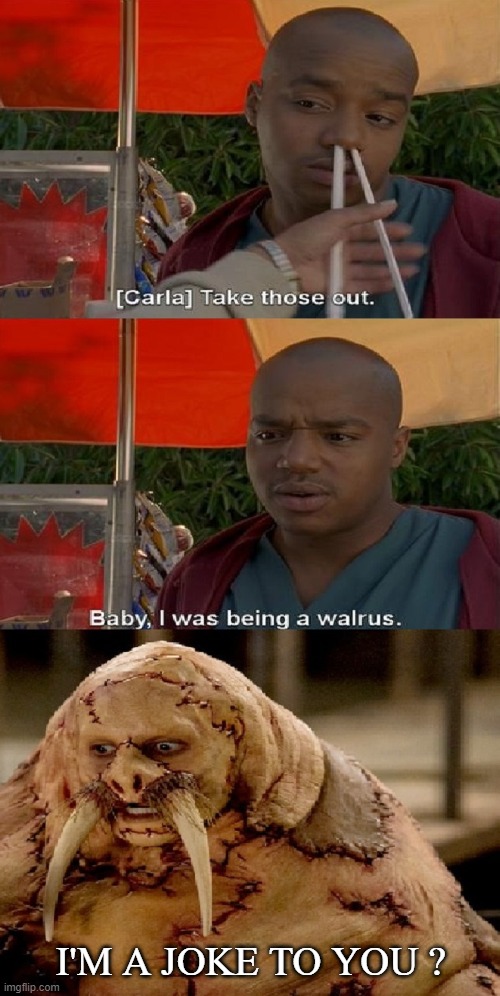 [Carla] Take those out.
Baby, I was being a walrus.
I'M A JOKE TO YOU ?
imgflip.com